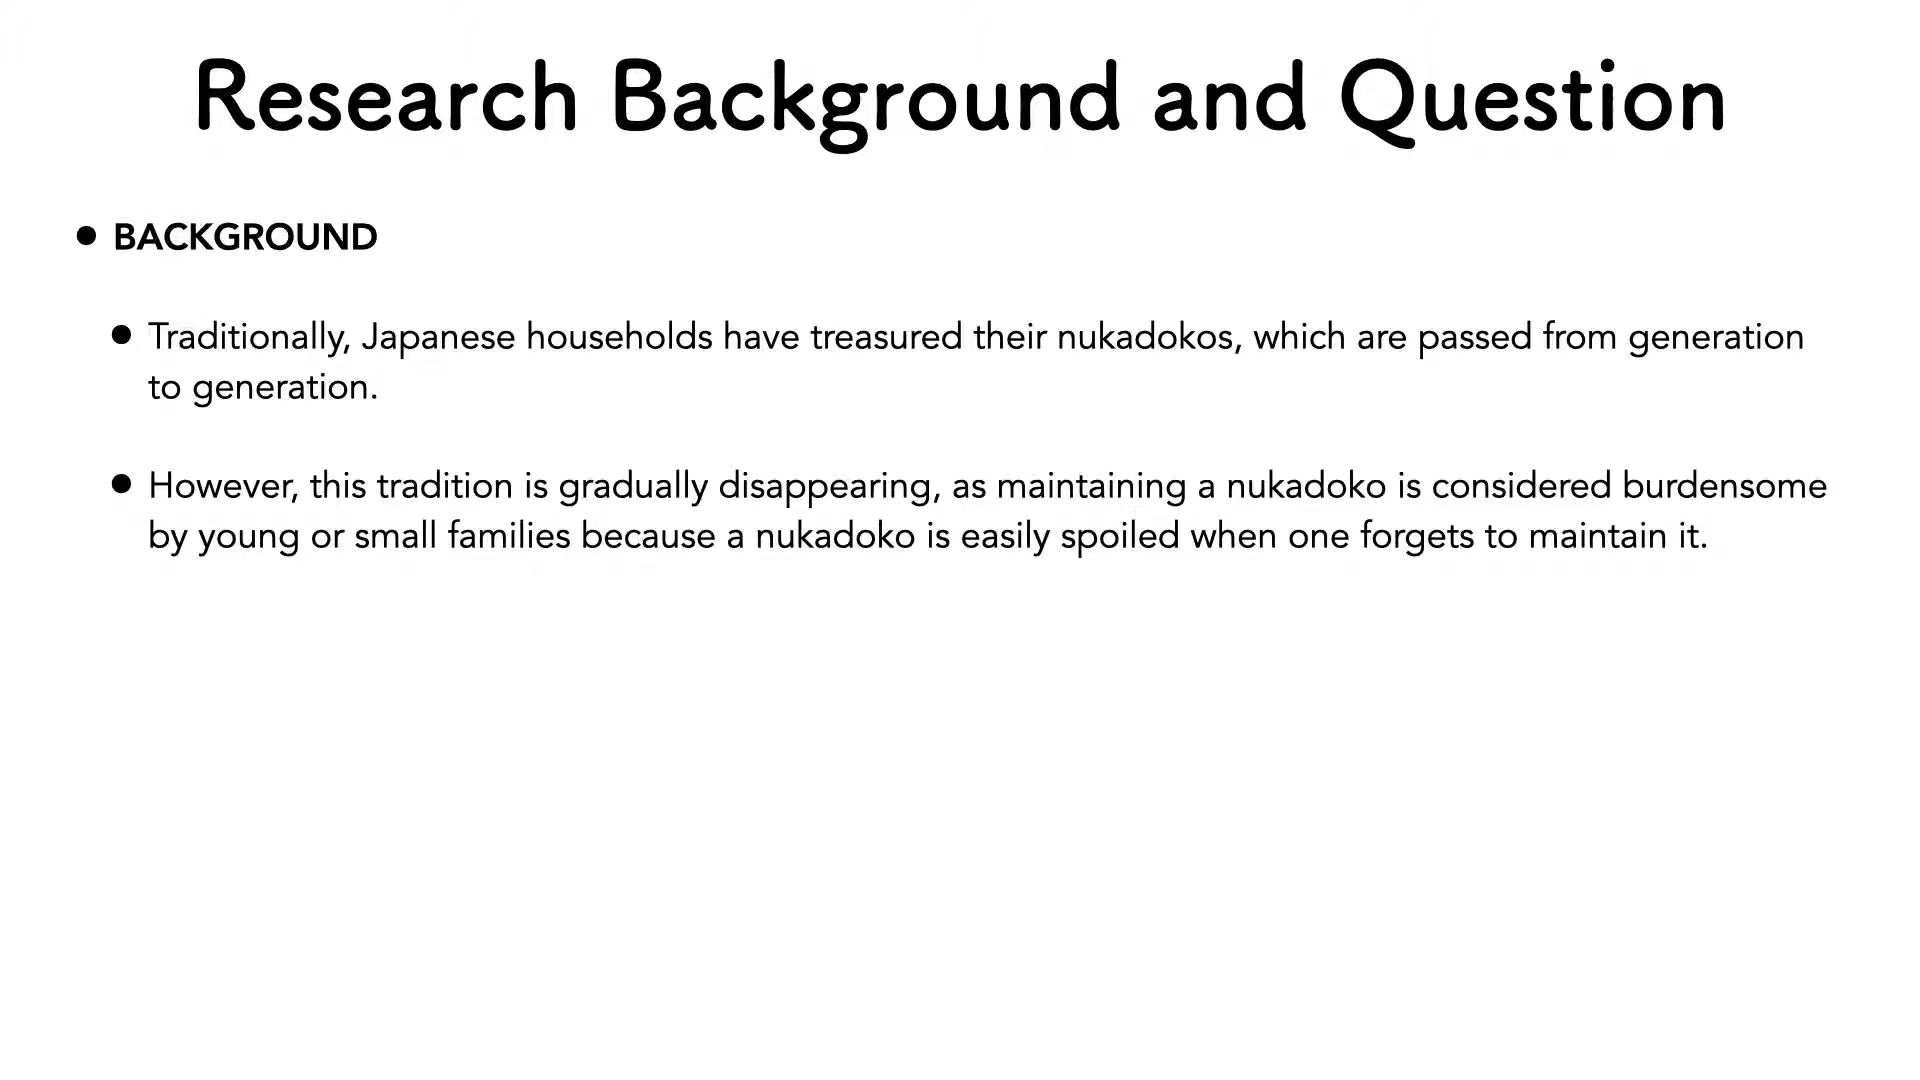 Research Background and Question
• BACKGROUND
• Traditionally, Japanese households have treasured their nukadokos, which are passed from generation
to generation.
• However, this tradition is gradually disappearing, as maintaining a nukadoko is considered burdensome
by young or small families because a nukadoko is easily spoiled when one forgets to maintain it.